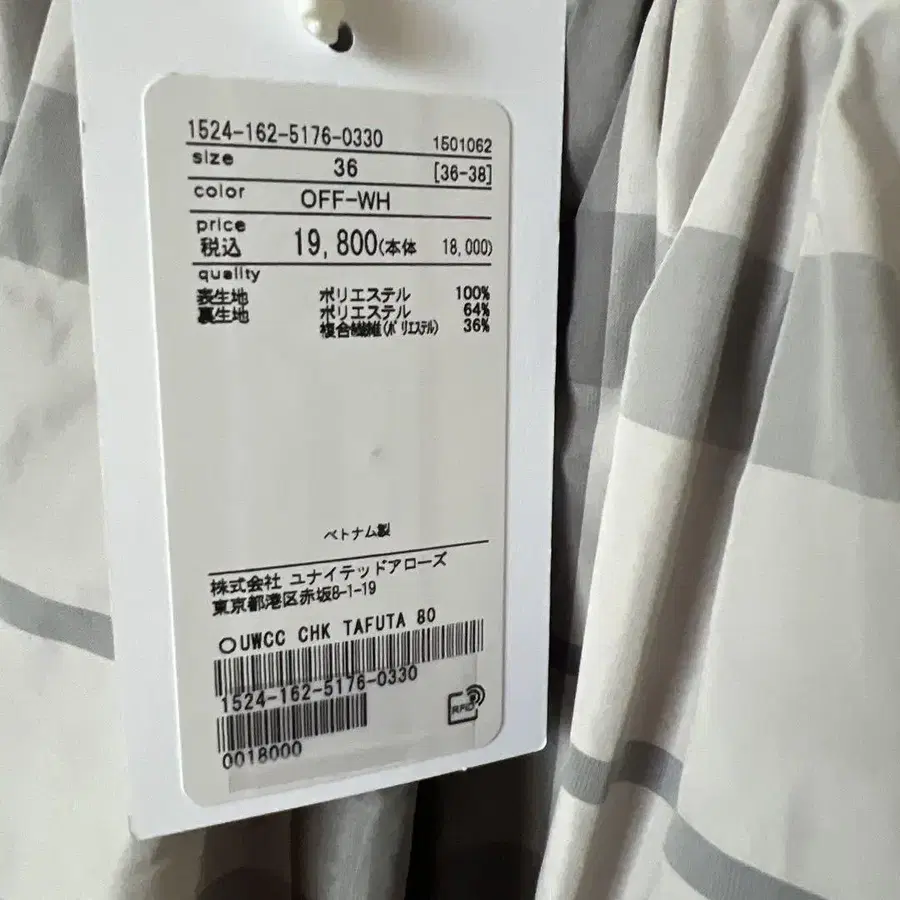 1524-162-5176-0330 1501062
size 36 [36-38]
color OFF-WH
price
税込 19,800(本体 18,000)
quality
表生地 ポリエステル 100%
裏生地 ポリエステル 64%
複合繊維(ポリエステル) 36%
ベトナム製
株式会社 ユナイテッドアローズ
東京都港区赤坂8-1-19
○UWCC CHK TAFUTA 80
1524-162-5176-0330
RFID
0018000